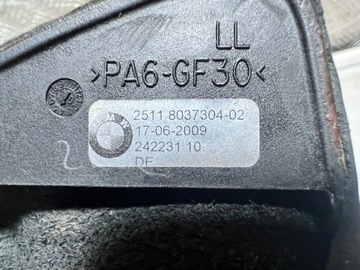 LL
>PA6-GF30<
2511 8037304-02
17-06-2009
242231 10
DE